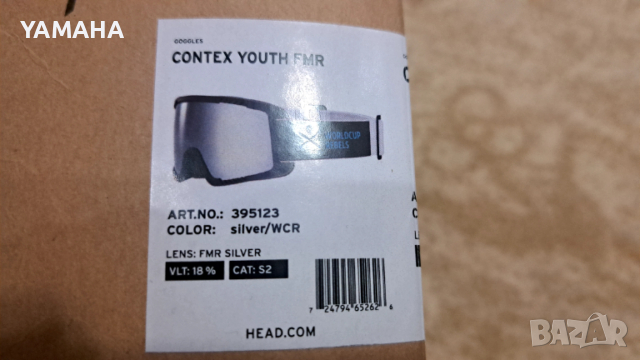 YAMAHA
GOGGLES
CONTEX YOUTH FMR
WORLDCUP
REBELS
ART.NO.: 395123
COLOR: silver/WCR
LENS: FMR SILVER
VLT: 18 % CAT: S2
7 24794 65262 6
HEAD.COM
BAZAR